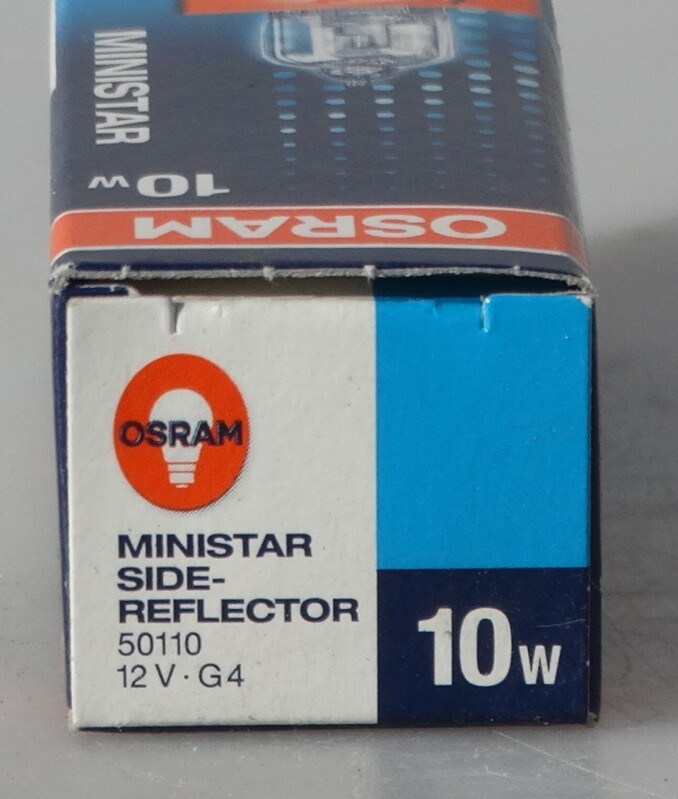 MINISTAR
10w
OSRAM
OSRAM
MINISTAR
SIDE-
REFLECTOR
50110
12 V · G4
10w